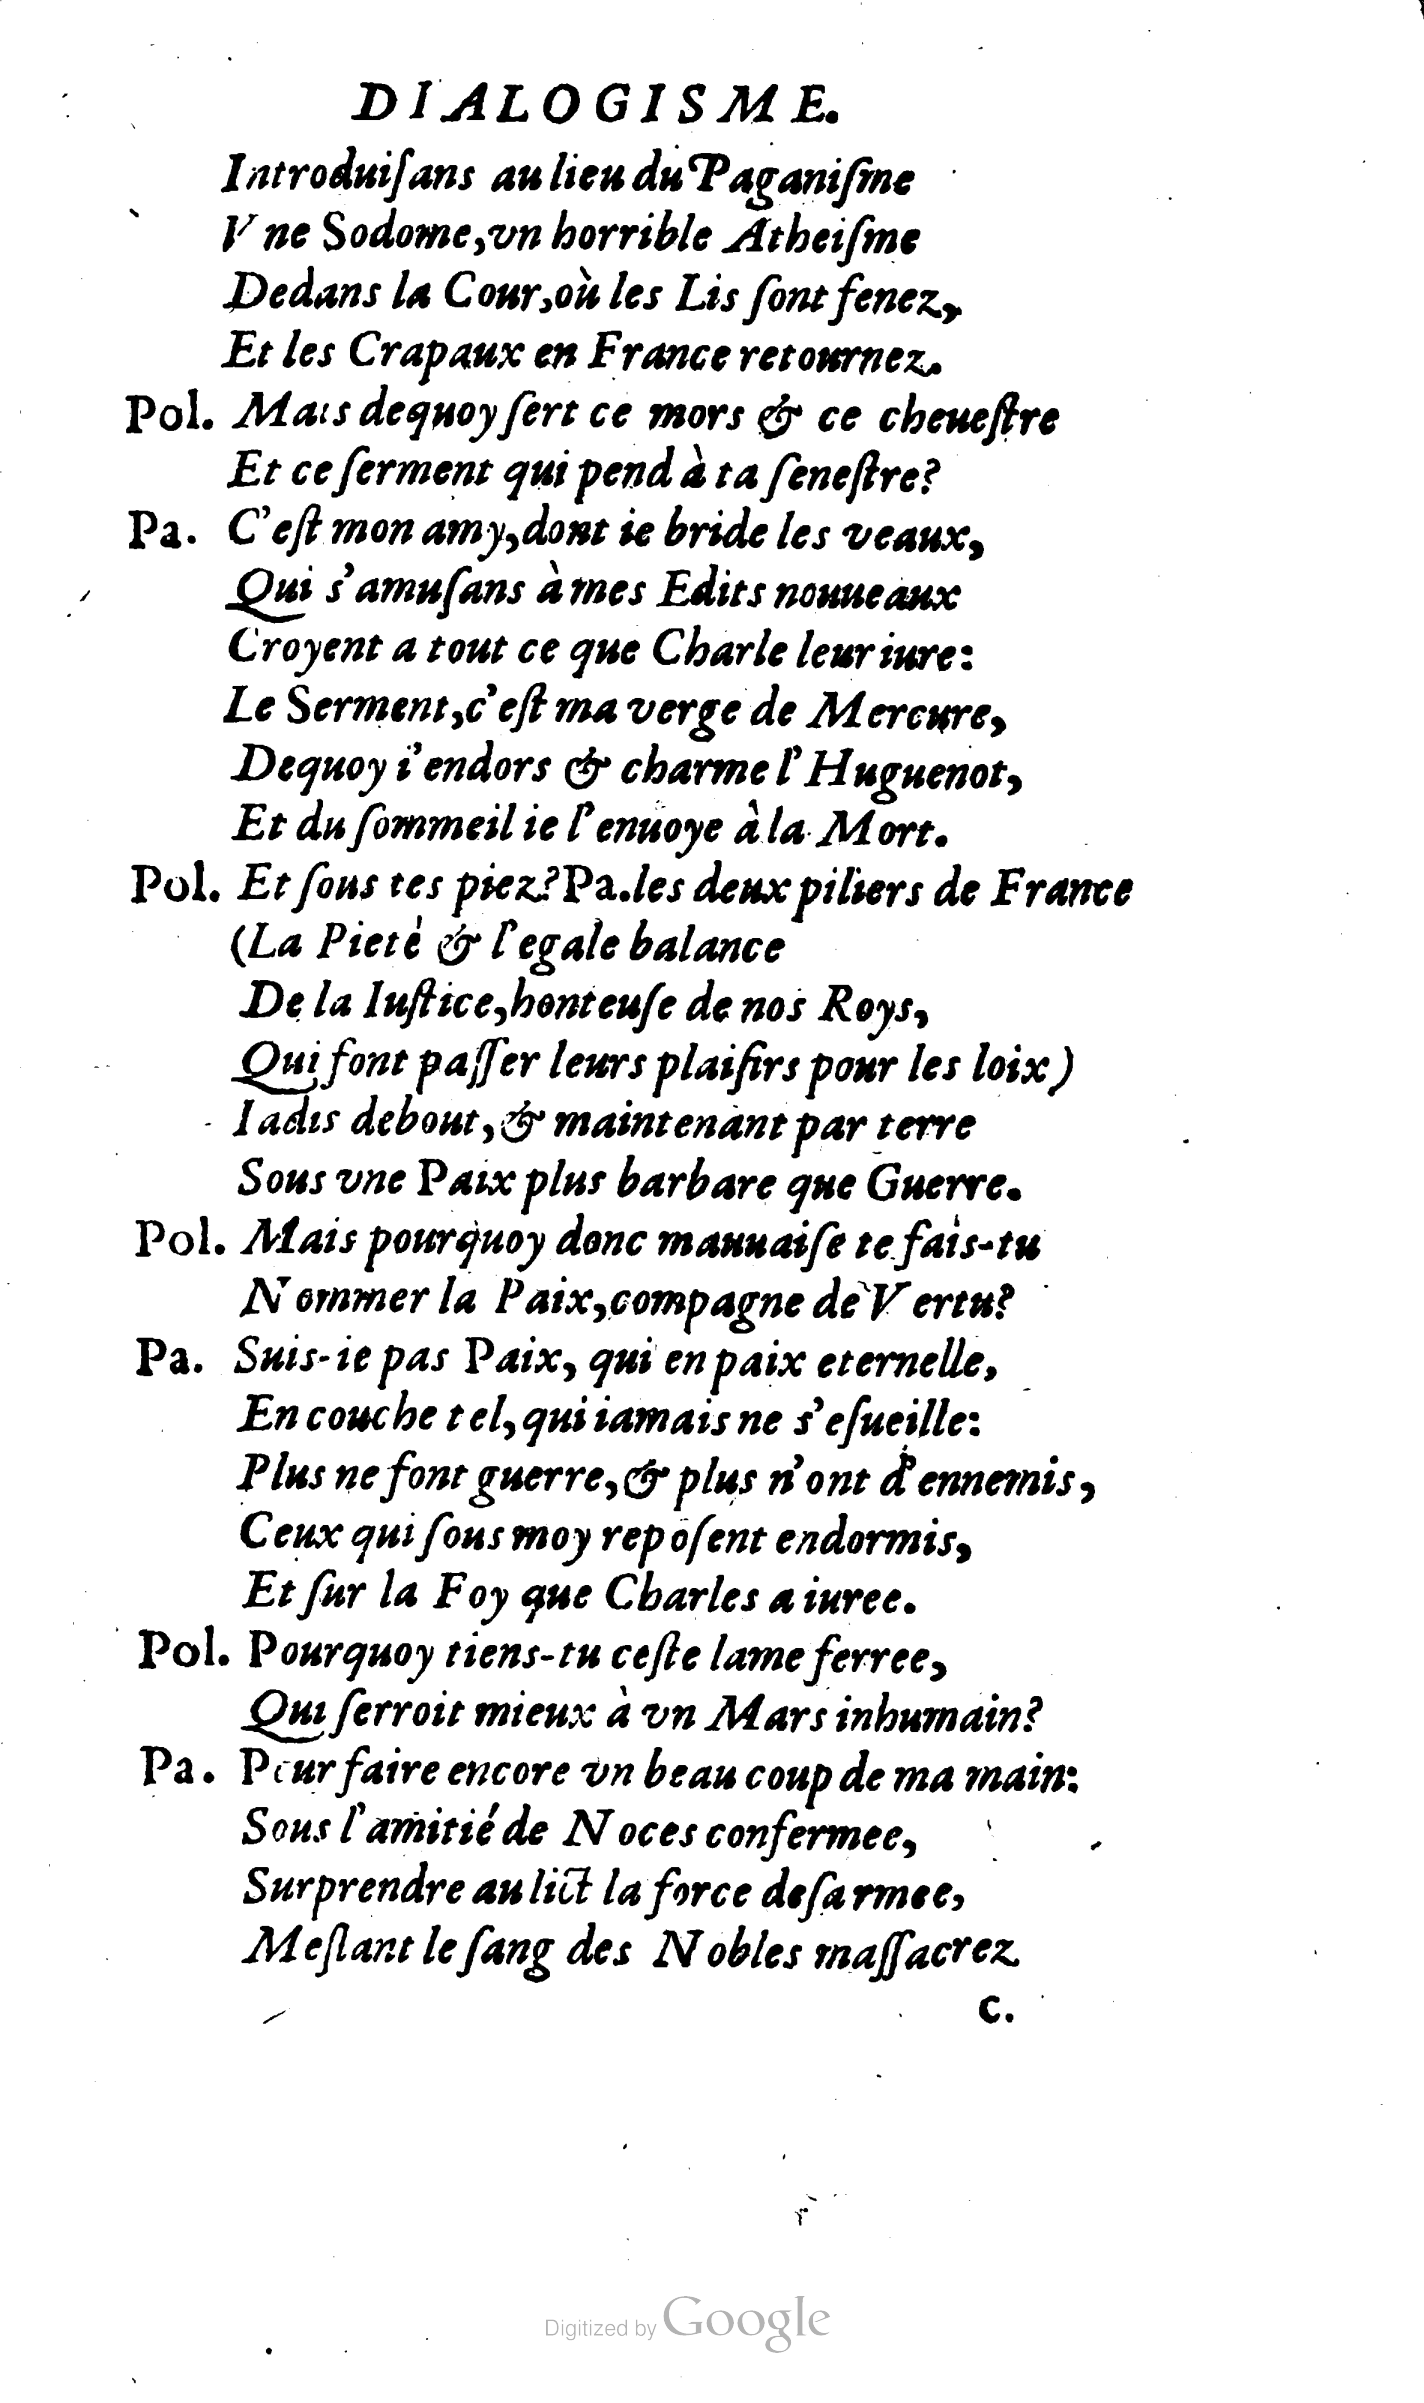 DIALOGISME.
Introduiſans au lieu du Paganiſme
Vne Sodome, vn horrible Atheiſme
Dedans la Cour, où les Lis ſont fenez,
Et les Crapaux en France retournez.
Pol. Mais dequoy ſert ce mors & ce cheueſtre
Et ce ſerment qui pend à ta ſeneſtre?
Pa. C'eſt mon amy, dont ie bride les veaux,
Qui s'amuſans à mes Edits nouueaux
Croyent a tout ce que Charle leur iure:
Le Serment, c'eſt ma verge de Mercure,
Dequoy i'endors & charme l'Huguenot,
Et du ſommeil ie l'enuoye à la Mort.
Pol. Et ſous tes piez? Pa. les deux piliers de France
(La Pieté & l'egale balance
De la Iuſtice, honteuſe de nos Roys,
Qui font paſſer leurs plaiſirs pour les loix)
Iadis debout, & maintenant par terre
Sous vne Paix plus barbare que Guerre.
Pol. Mais pourquoy donc mauuaiſe te fais-tu
Nommer la Paix, compagne de Vertu?
Pa. Suis-ie pas Paix, qui en paix eternelle,
En couche tel, qui iamais ne s'eſueille:
Plus ne font guerre, & plus n'ont d'ennemis,
Ceux qui ſous moy repoſent endormis,
Et ſur la Foy que Charles a iuree.
Pol. Pourquoy tiens-tu ceſte lame ferree,
Qui ſerroit mieux à vn Mars inhumain?
Pa. Pour faire encore vn beau coup de ma main:
Sous l'amitié de Noces confermee,
Surprendre au lict la force deſarmee,
Meſlant le ſang des Nobles maſſacrez
C.
Digitized by Google